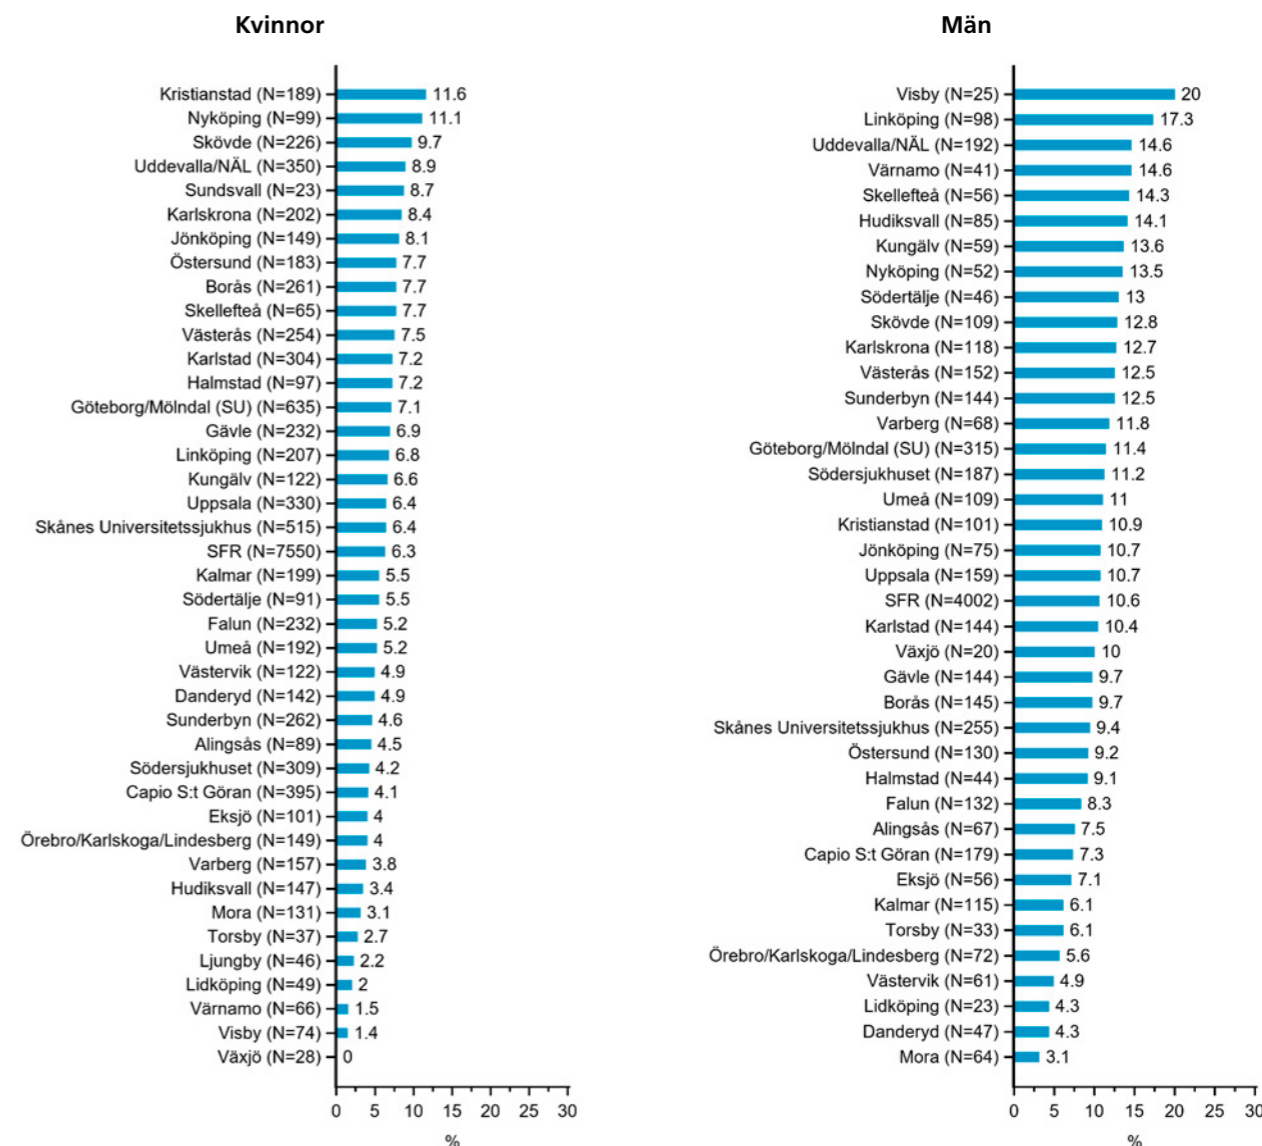 Kvinnor
Kristianstad (N=189) 11.6
Nyköping (N=99) 11.1
Skövde (N=226) 9.7
Uddevalla/NÄL (N=350) 8.9
Sundsvall (N=23) 8.7
Karlskrona (N=202) 8.4
Jönköping (N=149) 8.1
Östersund (N=183) 7.7
Borås (N=261) 7.7
Skellefteå (N=65) 7.7
Västerås (N=254) 7.5
Karlstad (N=304) 7.2
Halmstad (N=97) 7.2
Göteborg/Mölndal (SU) (N=635) 7.1
Gävle (N=232) 6.9
Linköping (N=207) 6.8
Kungälv (N=122) 6.6
Uppsala (N=330) 6.4
Skånes Universitetssjukhus (N=515) 6.4
SFR (N=7550) 6.3
Kalmar (N=199) 5.5
Södertälje (N=91) 5.5
Falun (N=232) 5.2
Umeå (N=192) 5.2
Västervik (N=122) 4.9
Danderyd (N=142) 4.9
Sunderbyn (N=262) 4.6
Alingsås (N=89) 4.5
Södersjukhuset (N=309) 4.2
Capio S:t Göran (N=395) 4.1
Eksjö (N=101) 4
Örebro/Karlskoga/Lindesberg (N=149) 4
Varberg (N=157) 3.8
Hudiksvall (N=147) 3.4
Mora (N=131) 3.1
Torsby (N=37) 2.7
Ljungby (N=46) 2.2
Lidköping (N=49) 2
Värnamo (N=66) 1.5
Visby (N=74) 1.4
Växjö (N=28) 0
0 5 10 15 20 25 30
%
Män
Visby (N=25) 20
Linköping (N=98) 17.3
Uddevalla/NÄL (N=192) 14.6
Värnamo (N=41) 14.6
Skellefteå (N=56) 14.3
Hudiksvall (N=85) 14.1
Kungälv (N=59) 13.6
Nyköping (N=52) 13.5
Södertälje (N=46) 13
Skövde (N=109) 12.8
Karlskrona (N=118) 12.7
Västerås (N=152) 12.5
Sunderbyn (N=144) 12.5
Varberg (N=68) 11.8
Göteborg/Mölndal (SU) (N=315) 11.4
Södersjukhuset (N=187) 11.2
Umeå (N=109) 11
Kristianstad (N=101) 10.9
Jönköping (N=75) 10.7
Uppsala (N=159) 10.7
SFR (N=4002) 10.6
Karlstad (N=144) 10.4
Växjö (N=20) 10
Gävle (N=144) 9.7
Borås (N=145) 9.7
Skånes Universitetssjukhus (N=255) 9.4
Östersund (N=130) 9.2
Halmstad (N=44) 9.1
Falun (N=132) 8.3
Alingsås (N=67) 7.5
Capio S:t Göran (N=179) 7.3
Eksjö (N=56) 7.1
Kalmar (N=115) 6.1
Torsby (N=33) 6.1
Örebro/Karlskoga/Lindesberg (N=72) 5.6
Västervik (N=61) 4.9
Lidköping (N=23) 4.3
Danderyd (N=47) 4.3
Mora (N=64) 3.1
0 5 10 15 20 25 30
%